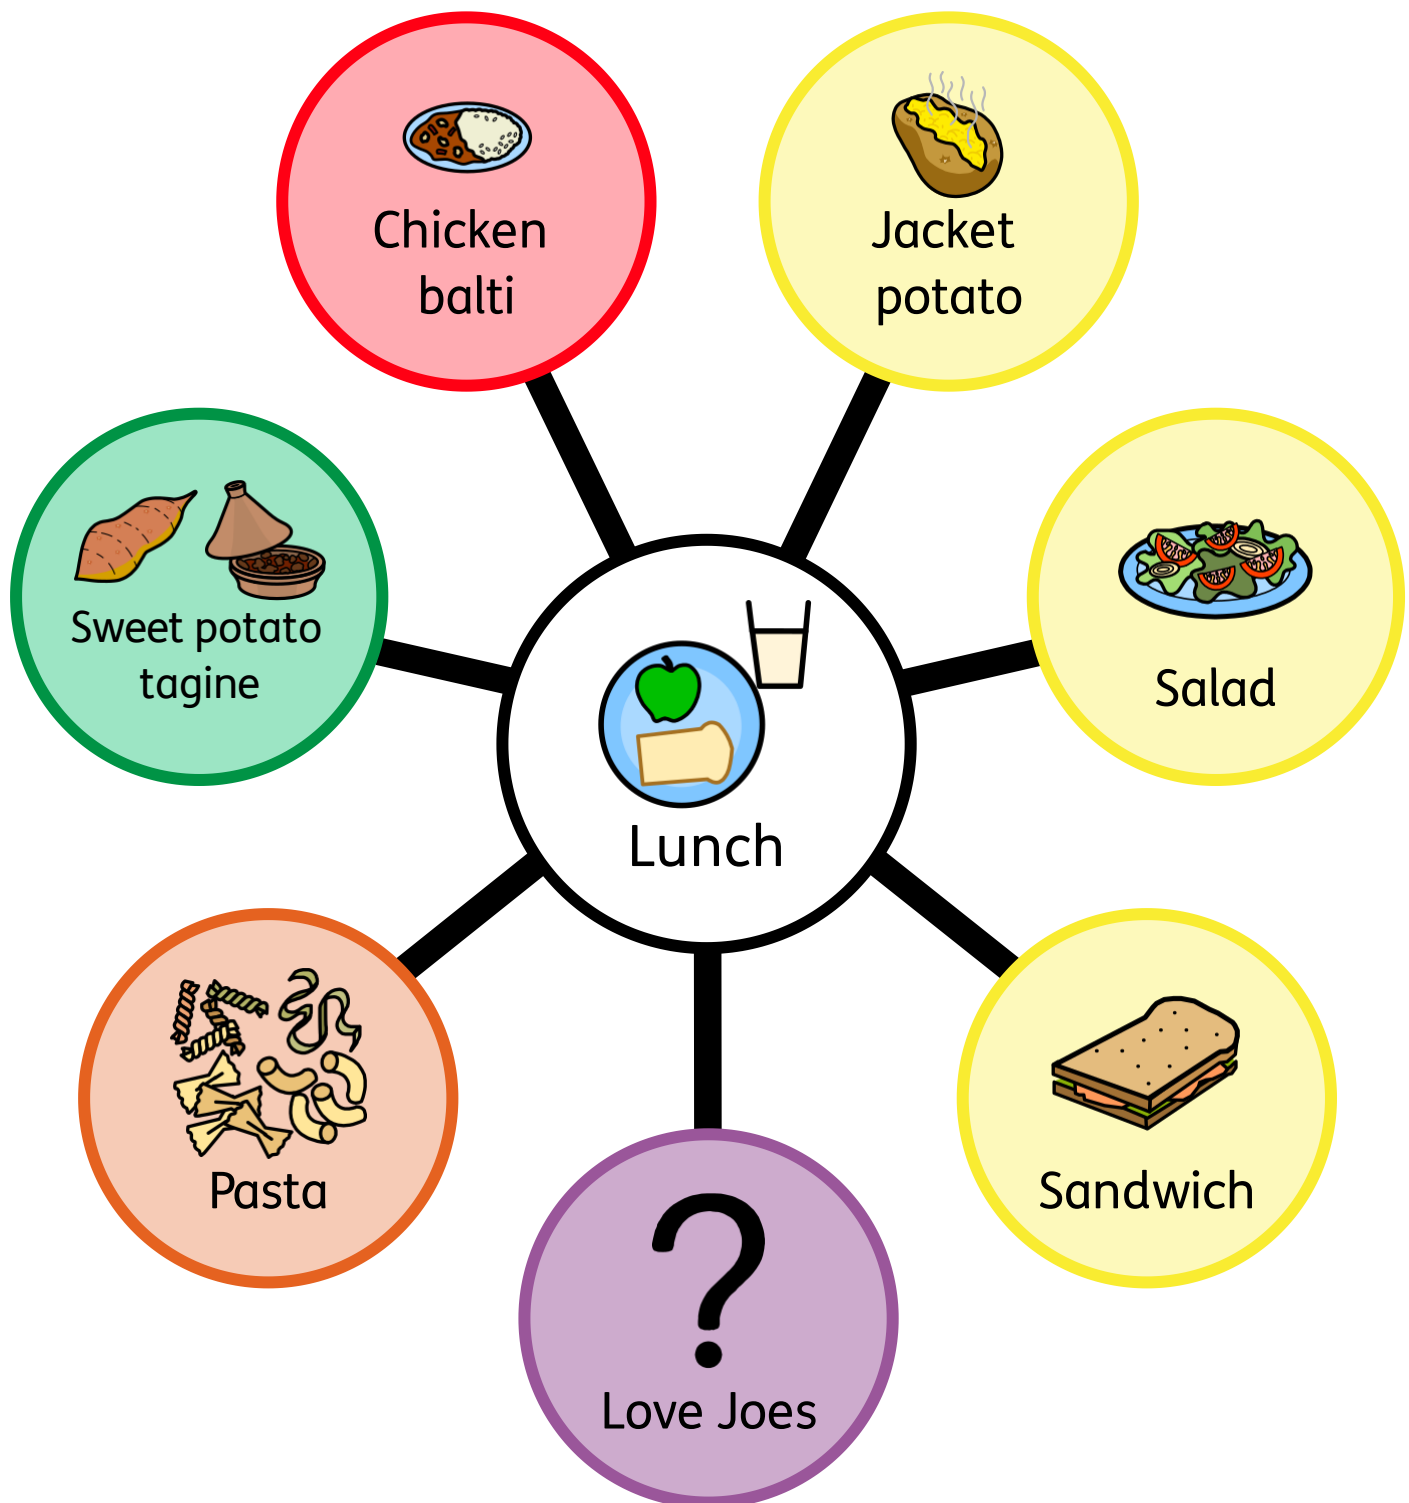 Chicken
balti
Jacket
potato
Sweet potato
tagine
Salad
Lunch
Pasta
Sandwich
?
Love Joes